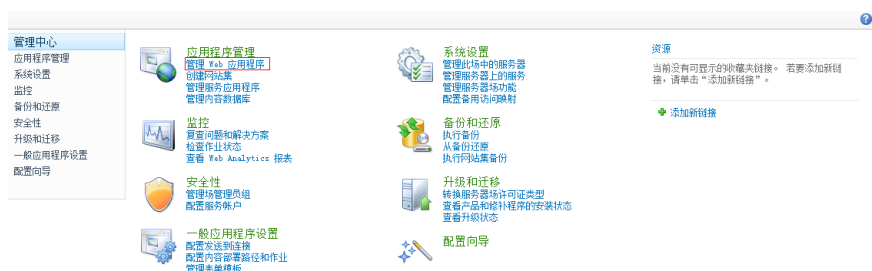 管理中心
应用程序管理
系统设置
监控
备份和还原
安全性
升级和迁移
一般应用程序设置
配置向导
应用程序管理
管理 Web 应用程序
创建网站集
管理服务应用程序
管理内容数据库
监控
复查问题和解决方案
检查作业状态
查看 Web Analytics 报表
安全性
管理场管理员组
配置服务帐户
一般应用程序设置
配置发送到连接
配置内容部署路径和作业
管理表单模板
系统设置
管理此场中的服务器
管理服务器上的服务
管理服务器场功能
配置备用访问映射
备份和还原
执行备份
从备份还原
执行网站集备份
升级和迁移
转换服务器场许可证类型
查看产品和修补程序的安装状态
查看升级状态
配置向导
资源
当前没有可显示的收藏夹链接。 若要添加新链
接，请单击“添加新链接”。
添加新链接